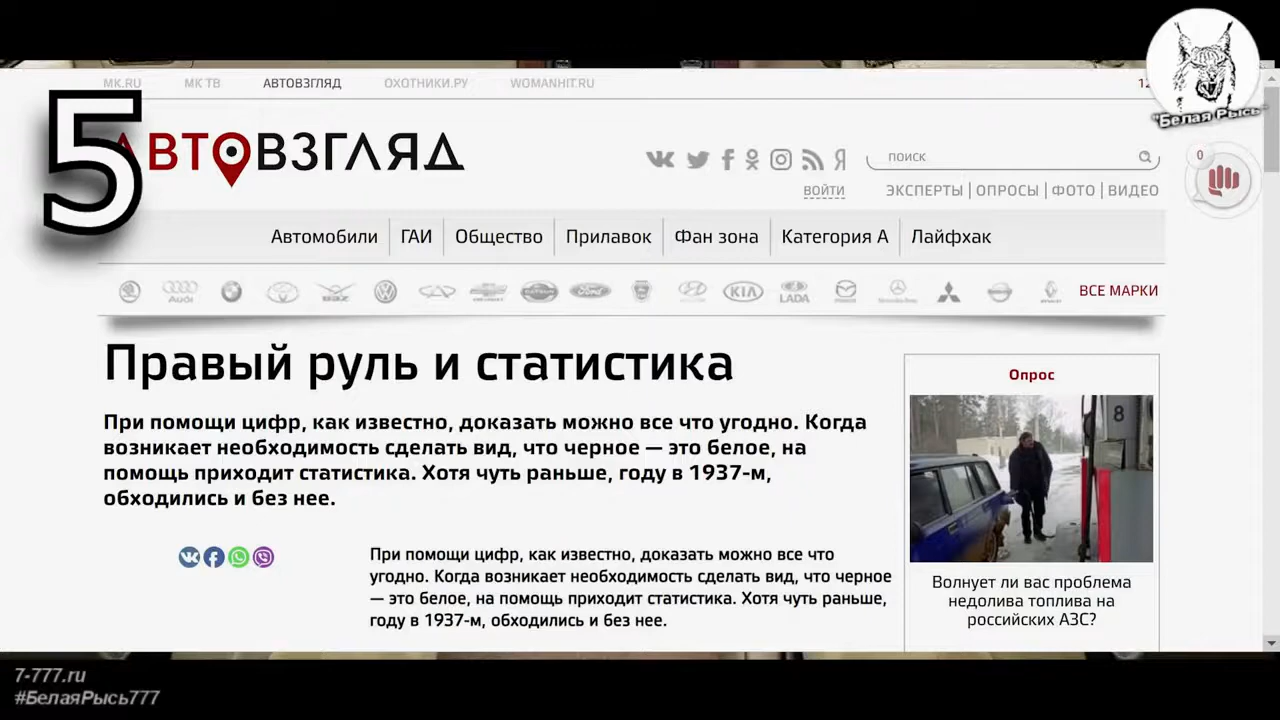 MK.RU МК ТВ АВТОВЗГЛЯД ОХОТНИКИ.РУ WOMANHIT.RU 12
5
АВТОВЗГЛЯД
"Белая Рысь"
поиск
0
ВОЙТИ ЭКСПЕРТЫ | ОПРОСЫ | ФОТО | ВИДЕО
Автомобили ГАИ Общество Прилавок Фан зона Категория А Лайфхак
ВСЕ МАРКИ
Правый руль и статистика
При помощи цифр, как известно, доказать можно все что угодно. Когда
возникает необходимость сделать вид, что черное — это белое, на
помощь приходит статистика. Хотя чуть раньше, году в 1937-м,
обходились и без нее.
При помощи цифр, как известно, доказать можно все что
угодно. Когда возникает необходимость сделать вид, что черное
— это белое, на помощь приходит статистика. Хотя чуть раньше,
году в 1937-м, обходились и без нее.
Опрос
8
Волнует ли вас проблема
недолива топлива на
российских АЗС?
7-777.ru
#БелаяРысь777